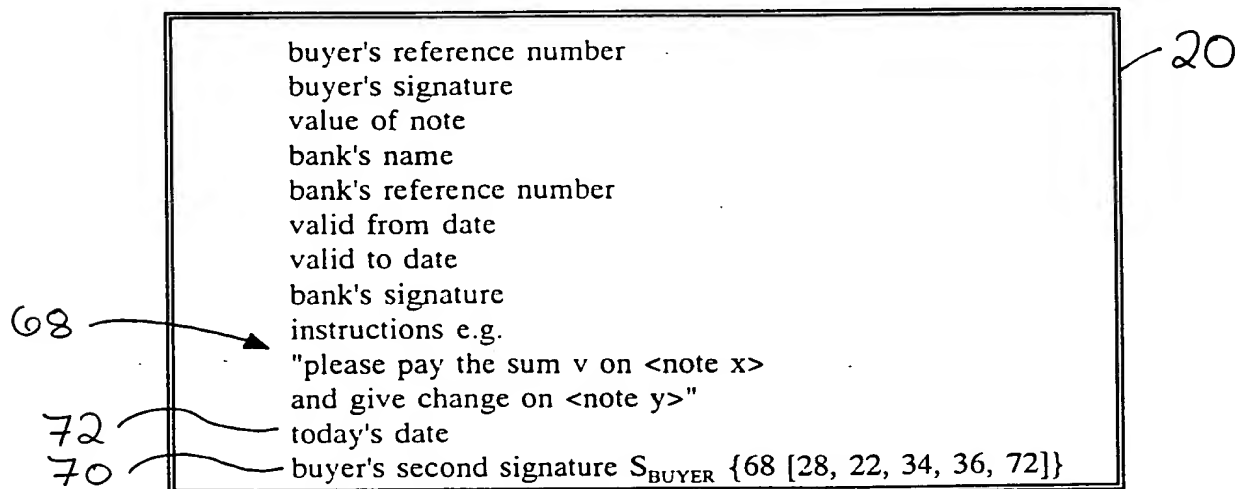 buyer's reference number
20
buyer's signature
value of note
bank's name
bank's reference number
valid from date
valid to date
bank's signature
68
instructions e.g.
"please pay the sum v on <note x>
and give change on <note y>"
72
today's date
70
buyer's second signature S_BUYER {68 [28, 22, 34, 36, 72]}